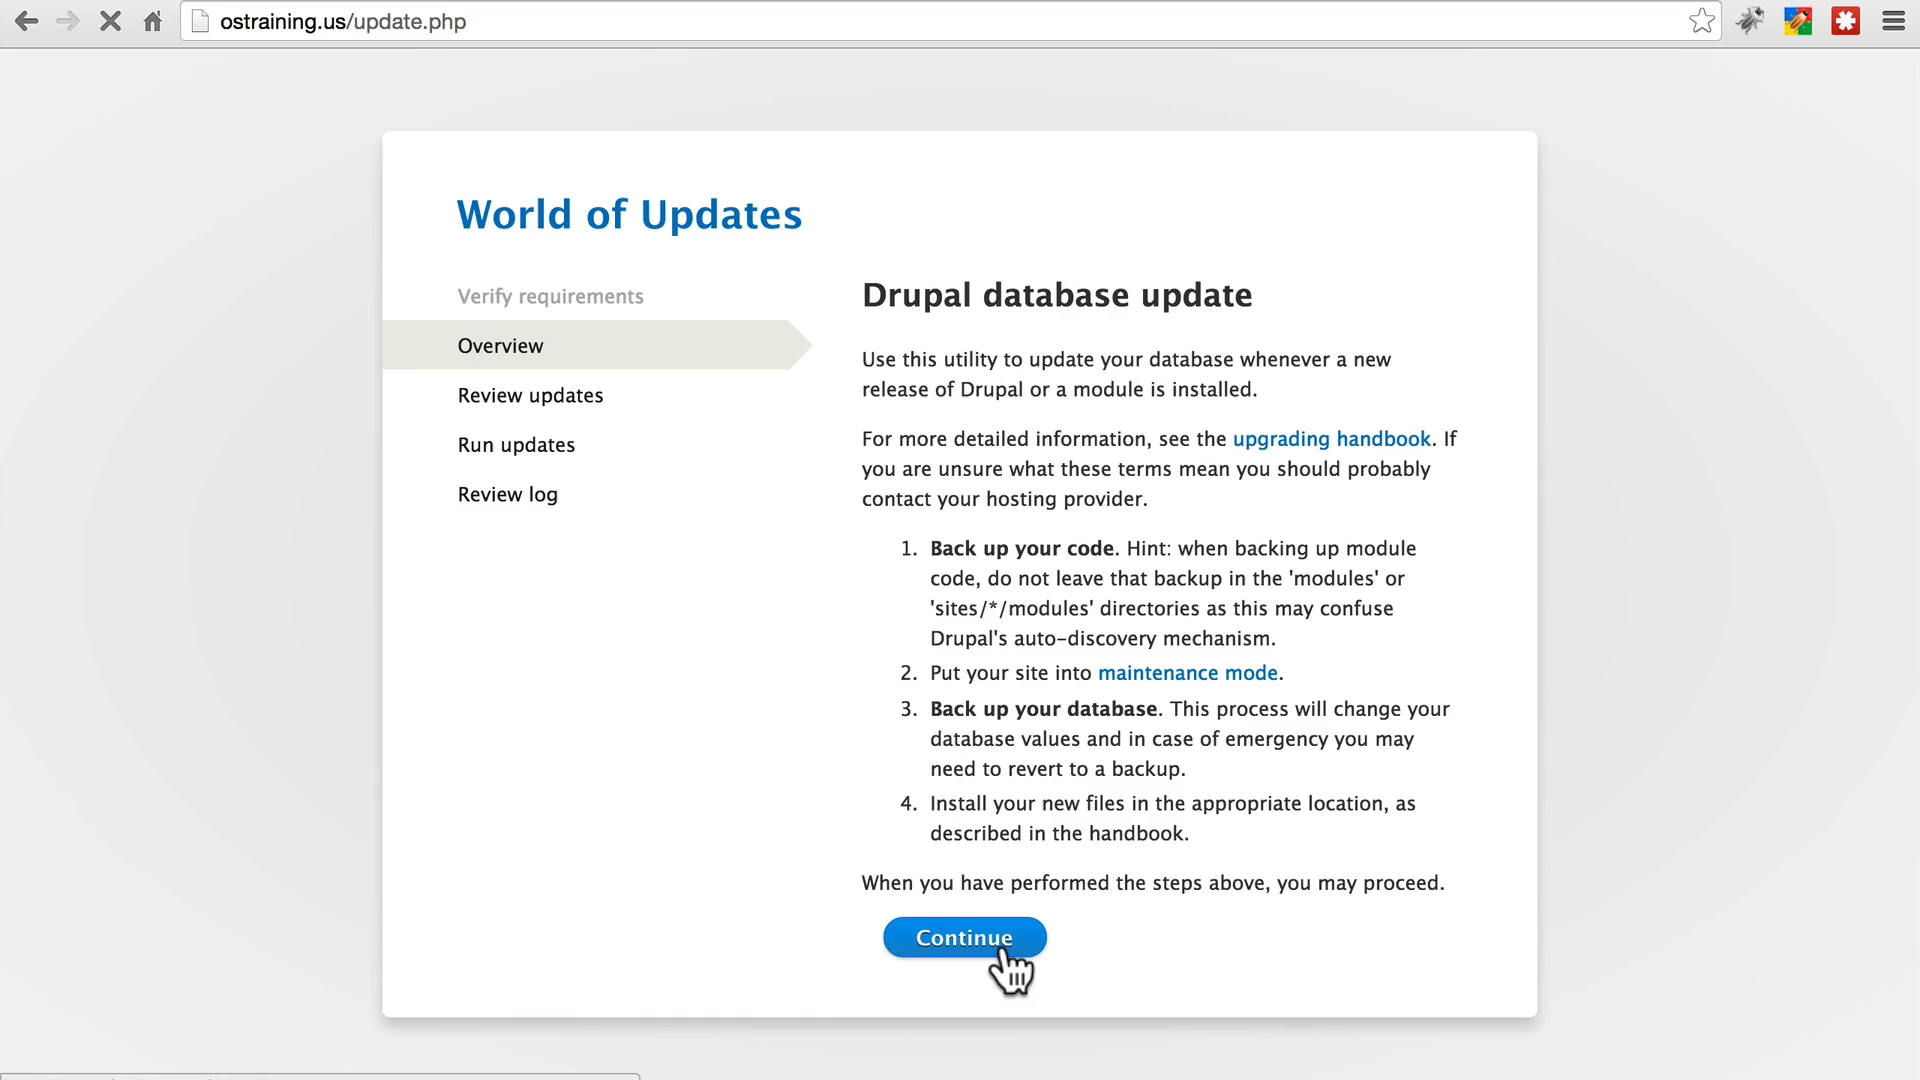 ostraining.us/update.php
World of Updates
Verify requirements
Overview
Review updates
Run updates
Review log
Drupal database update
Use this utility to update your database whenever a new
release of Drupal or a module is installed.
For more detailed information, see the upgrading handbook. If
you are unsure what these terms mean you should probably
contact your hosting provider.
1. Back up your code. Hint: when backing up module
code, do not leave that backup in the 'modules' or
'sites/*/modules' directories as this may confuse
Drupal's auto-discovery mechanism.
2. Put your site into maintenance mode.
3. Back up your database. This process will change your
database values and in case of emergency you may
need to revert to a backup.
4. Install your new files in the appropriate location, as
described in the handbook.
When you have performed the steps above, you may proceed.
Continue